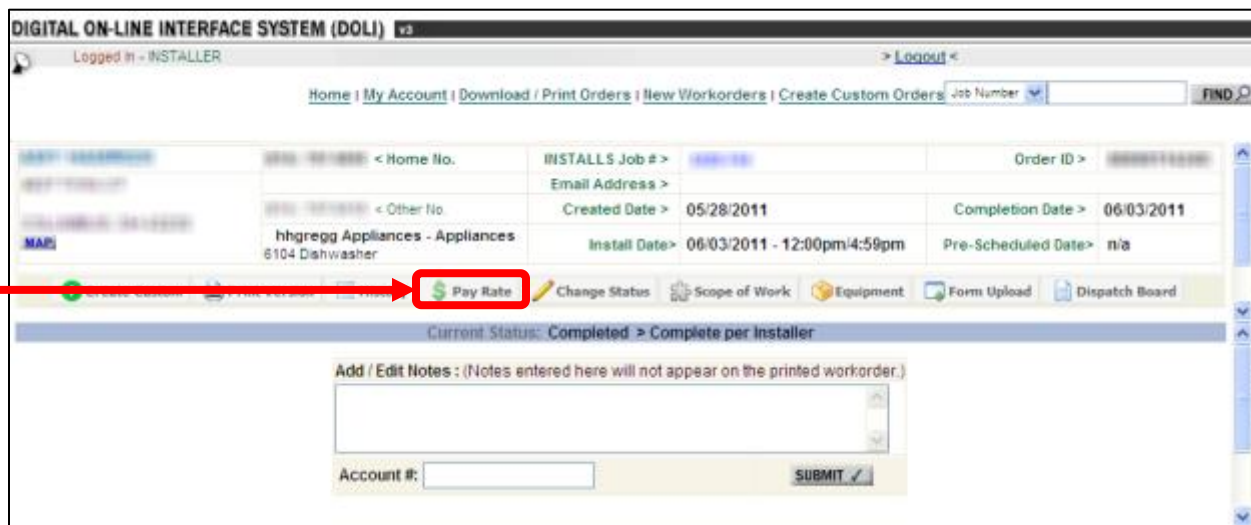 DIGITAL ON-LINE INTERFACE SYSTEM (DOLI) v3
Logged in - INSTALLER > Logout <
Home | My Account | Download / Print Orders | New Workorders | Create Custom Orders Job Number FIND
< Home No. INSTALLS Job # > Order ID >
Email Address >
< Other No. Created Date > 05/28/2011 Completion Date > 06/03/2011
MAP hhgregg Appliances - Appliances Install Date> 06/03/2011 - 12:00pm/4:59pm Pre-Scheduled Date> n/a
6104 Dishwasher
Create Custom Print Version $ Pay Rate Change Status Scope of Work Equipment Form Upload Dispatch Board
Current Status: Completed > Complete per Installer
Add / Edit Notes : (Notes entered here will not appear on the printed workorder.)
Account #: SUBMIT ✓